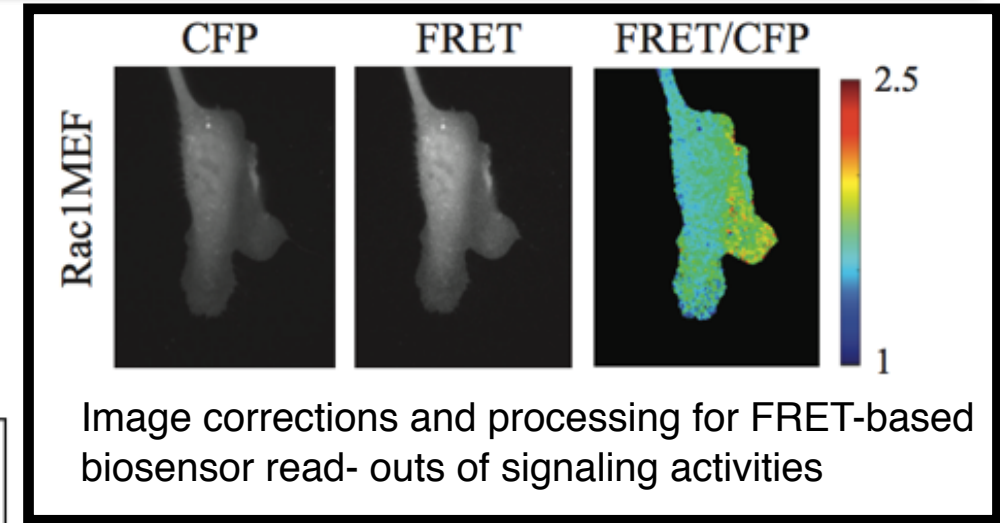 CFP FRET FRET/CFP
Rac1MEF
2.5
1
Image corrections and processing for FRET-based
biosensor read- outs of signaling activities